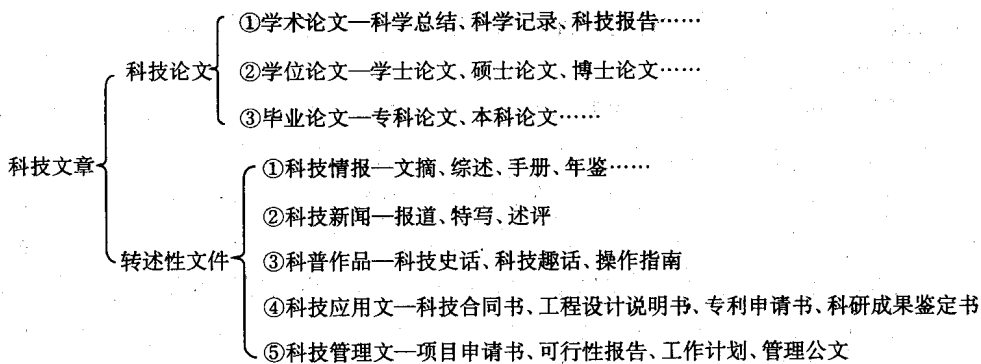 ①学术论文—科学总结、科学记录、科技报告……
科技论文
②学位论文—学士论文、硕士论文、博士论文……
③毕业论文—专科论文、本科论文……
科技文章
①科技情报—文摘、综述、手册、年鉴……
②科技新闻—报道、特写、述评
转述性文件
③科普作品—科技史话、科技趣话、操作指南
④科技应用文—科技合同书、工程设计说明书、专利申请书、科研成果鉴定书
⑤科技管理文—项目申请书、可行性报告、工作计划、管理公文